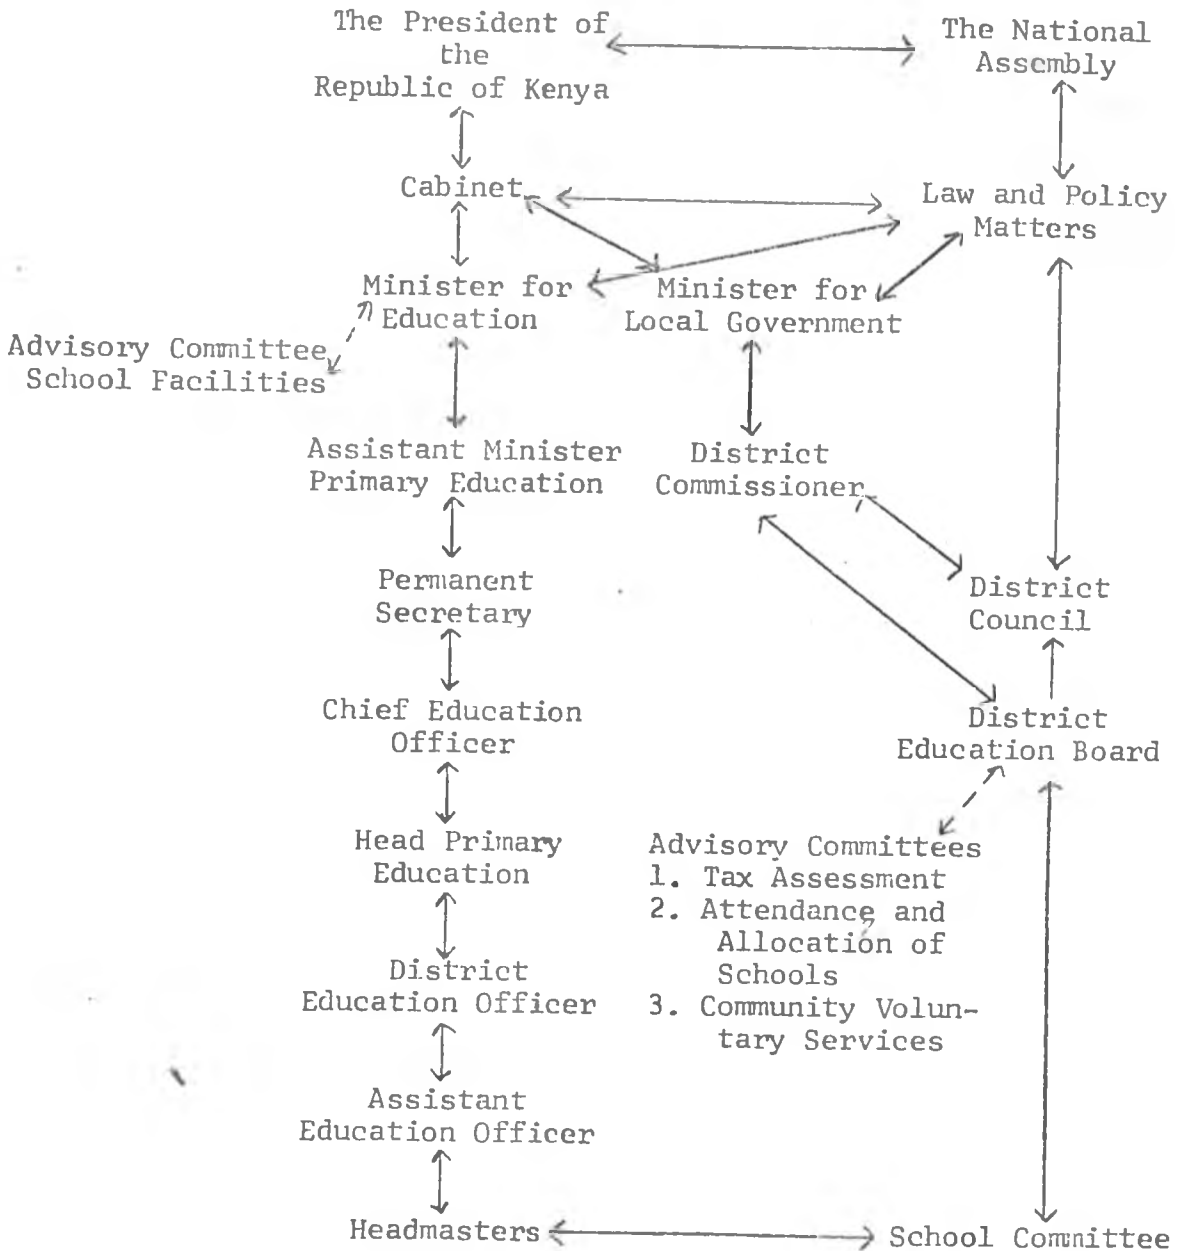 The President of
the
Republic of Kenya
The National
Assembly
Cabinet
Law and Policy
Matters
Minister for
Education
Minister for
Local Government
Advisory Committee
School Facilities
Assistant Minister
Primary Education
District
Commissioner
Permanent
Secretary
District
Council
Chief Education
Officer
District
Education Board
Head Primary
Education
Advisory Committees
1. Tax Assessment
2. Attendance and
Allocation of
Schools
3. Community Volun-
tary Services
District
Education Officer
Assistant
Education Officer
Headmasters
School Committee